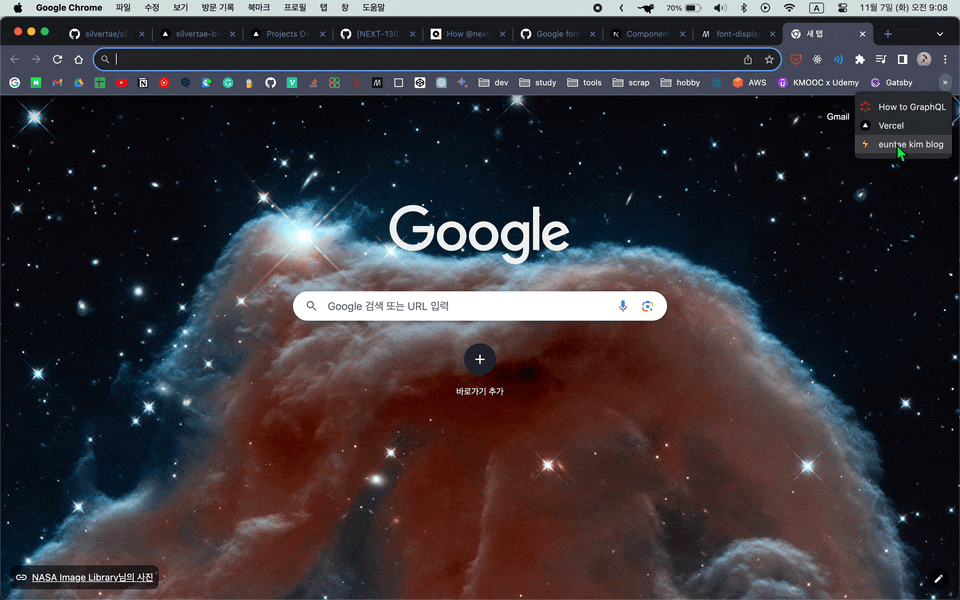 Google Chrome 파일 수정 보기 방문 기록 북마크 프로필 탭 창 도움말 70% A 11월 7일 (화) 오전 9:08
silvertae/sil silvertae-b Projects Ov [NEXT-130 How @next Google fon Component font-displa 새 탭
dev study tools scrap hobby AWS KMOOC x Udemy Gatsby »
Gmail
How to GraphQL
Vercel
euntae kim blog
Google
Google 검색 또는 URL 입력
바로가기 추가
NASA Image Library님의 사진